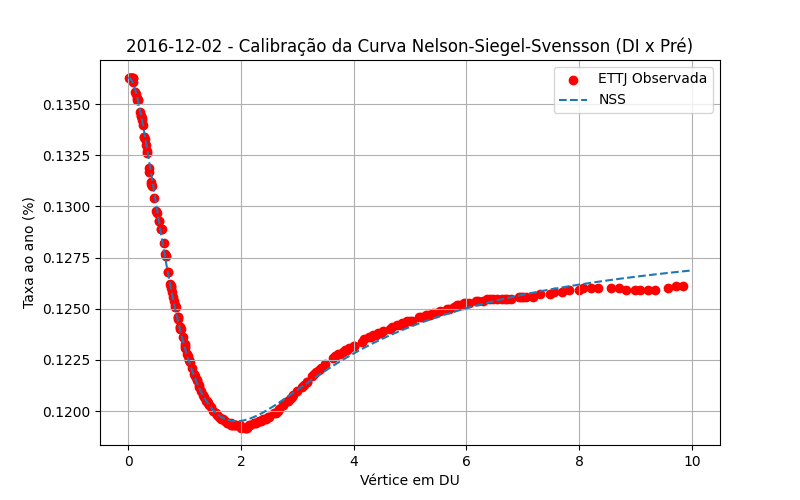 2016-12-02 - Calibração da Curva Nelson-Siegel-Svensson (DI x Pré)
ETTJ Observada
NSS
Taxa ao ano (%)
0.1350
0.1325
0.1300
0.1275
0.1250
0.1225
0.1200
0 2 4 6 8 10
Vértice em DU